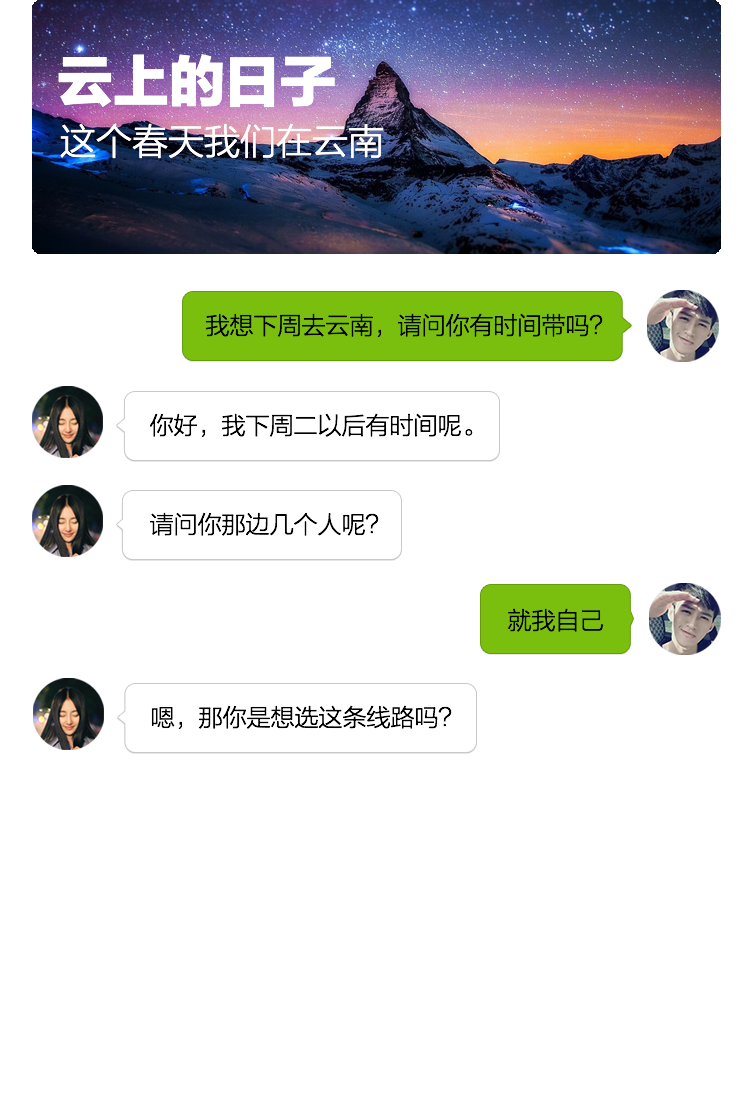 云上的日子
这个春天我们在云南
我想下周去云南，请问你有时间带吗？
你好，我下周二以后有时间呢。
请问你那边几个人呢？
就我自己
嗯，那你是想选这条线路吗？